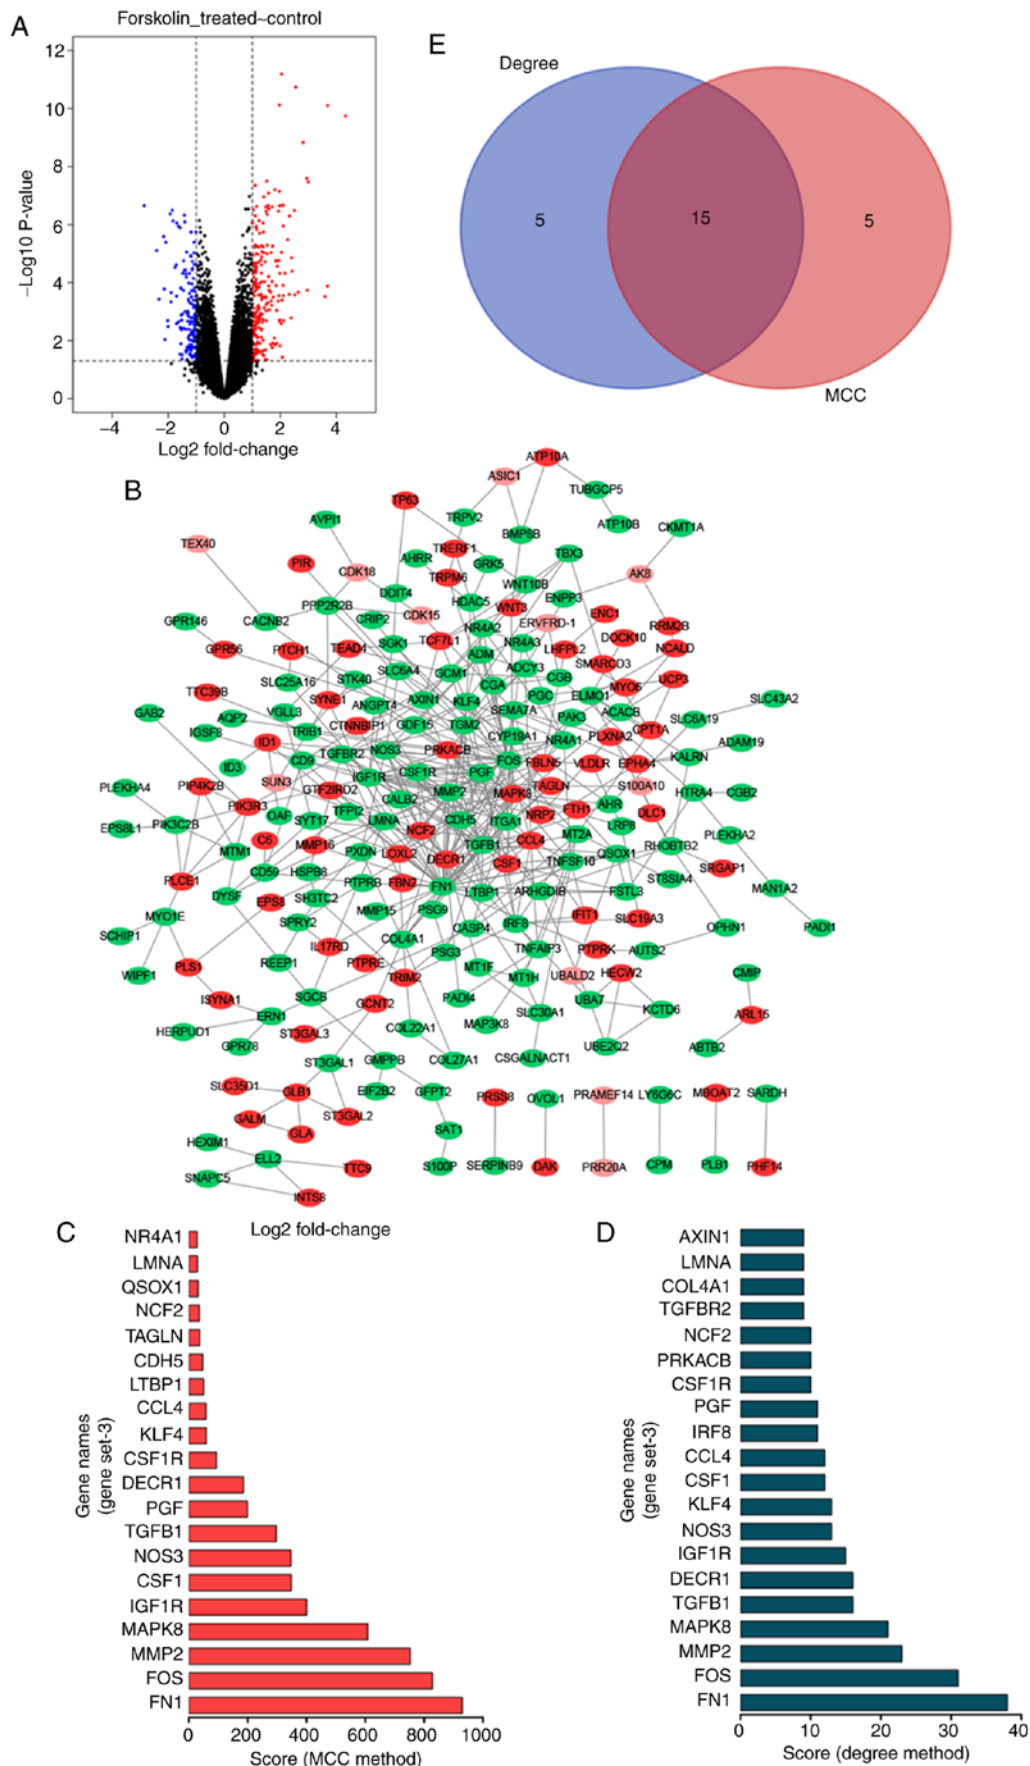 A
Forskolin_treated~control
12
10
8
6
4
2
0
−Log10 P-value
−4
−2
0
2
4
Log2 fold-change
E
Degree
5
15
5
MCC
B
ATP10A
ASIC1
TUBGCP5
TP63
AVPI1
TRPV2
ATP10B
CKMT1A
BMP8B
TEX40
TRERF1
TBX3
AHRR
GRK5
PIR
CDK18
TRPM6
AK8
DOIT4
WNT10B
ENPP3
PPP2R2B
HDAC5
WNT3
CDK15
ENC1
GPR146
CACNB2
CRIP2
NR4A2
ERVFRD-1
RRM2B
DOCK10
SGK1
TCF7L1
NR4A3
LHFPL2
NCALD
GPR56
PTCH1
TEAD4
ADM
SMARCD3
SLC6A4
GCM1
ADCY3
CGB
SLC25A16
STK40
CGA
MYO6
UCP3
TTC39B
SYNE1
AXIN1
KLF4
PGC
ELMO1
SLC43A2
GAB2
VGLL3
ANGPT4
SEMA7A
ACACB
AQP2
CTNNBIP1
GDF15
TGM2
PAK3
SLC6A19
IGSF8
TRIB1
CYP19A1
PLXNA2
CPT1A
ID1
NOS3
PRKACB
NR4A1
ADAM19
CD9
TGFBR2
FOS
FBLN5
VLDLR
EPHA4
KALRN
ID3
IGF1R
CSF1R
PGF
PLEKHA4
PIP4K2B
SUN3
GTF2IRD2
MMP2
TAGLN
S100A10
HTRA4
CGB2
CALB2
MAPK8
PIK3R3
TFPI2
FTH1
AHR
OAF
SYT17
LMNA
CDH5
ITGA1
NRP2
DLC1
EPS8L1
PIK3C2B
NCF2
LRP8
PLEKHA2
C6
MMP16
TGFB1
CCL4
MT2A
MTM1
PXDN
LOXL2
DECR1
CSF1
TNFSF10
QSOX1
RHOBTB2
CD59
HSPB8
SRGAP1
PLCE1
PTPRB
FBN2
FN1
ST8SIA4
DYSF
SH3TC2
LTBP1
ARHGDIB
FSTL3
MAN1A2
EPS8
MMP15
PSG9
MYO1E
SPRY2
CASP4
IRF8
IFIT1
SLC19A3
OPHN1
PADI1
SCHIP1
IL17RD
COL4A1
PSG3
TNFAIP3
PTPRK
AUTS2
PLS1
REEP1
PTPRE
MT1F
WIPF1
TRIM2
MT1H
UBALD2
HECW2
CMIP
ISYNA1
SGCB
GCNT2
PADI4
UBA7
KCTD6
ERN1
SLC30A1
ARL15
HERPUD1
ST3GAL3
COL22A1
MAP3K8
GPR78
UBE2Q2
ABTB2
ST3GAL1
GMPPB
COL27A1
CSGALNACT1
SLC35D1
GLB1
EIF2B2
GFPT2
PRSS8
OVOL1
PRAMEF14
LY6G6C
MBOAT2
SARDH
GALM
ST3GAL2
GLA
SAT1
HEXIM1
ELL2
TTC9
S100P
SERPINB9
DAK
PRR20A
CPM
PLB1
PHF14
SNAPC5
INTS8
C
Log2 fold-change
NR4A1
LMNA
QSOX1
NCF2
TAGLN
CDH5
LTBP1
CCL4
KLF4
CSF1R
DECR1
PGF
TGFB1
NOS3
CSF1
IGF1R
MAPK8
MMP2
FOS
FN1
Gene names
(gene set-3)
0
200
400
600
800
1000
Score (MCC method)
D
AXIN1
LMNA
COL4A1
TGFBR2
NCF2
PRKACB
CSF1R
PGF
IRF8
CCL4
CSF1
KLF4
NOS3
IGF1R
DECR1
TGFB1
MAPK8
MMP2
FOS
FN1
Gene names
(gene set-3)
0
10
20
30
40
Score (degree method)